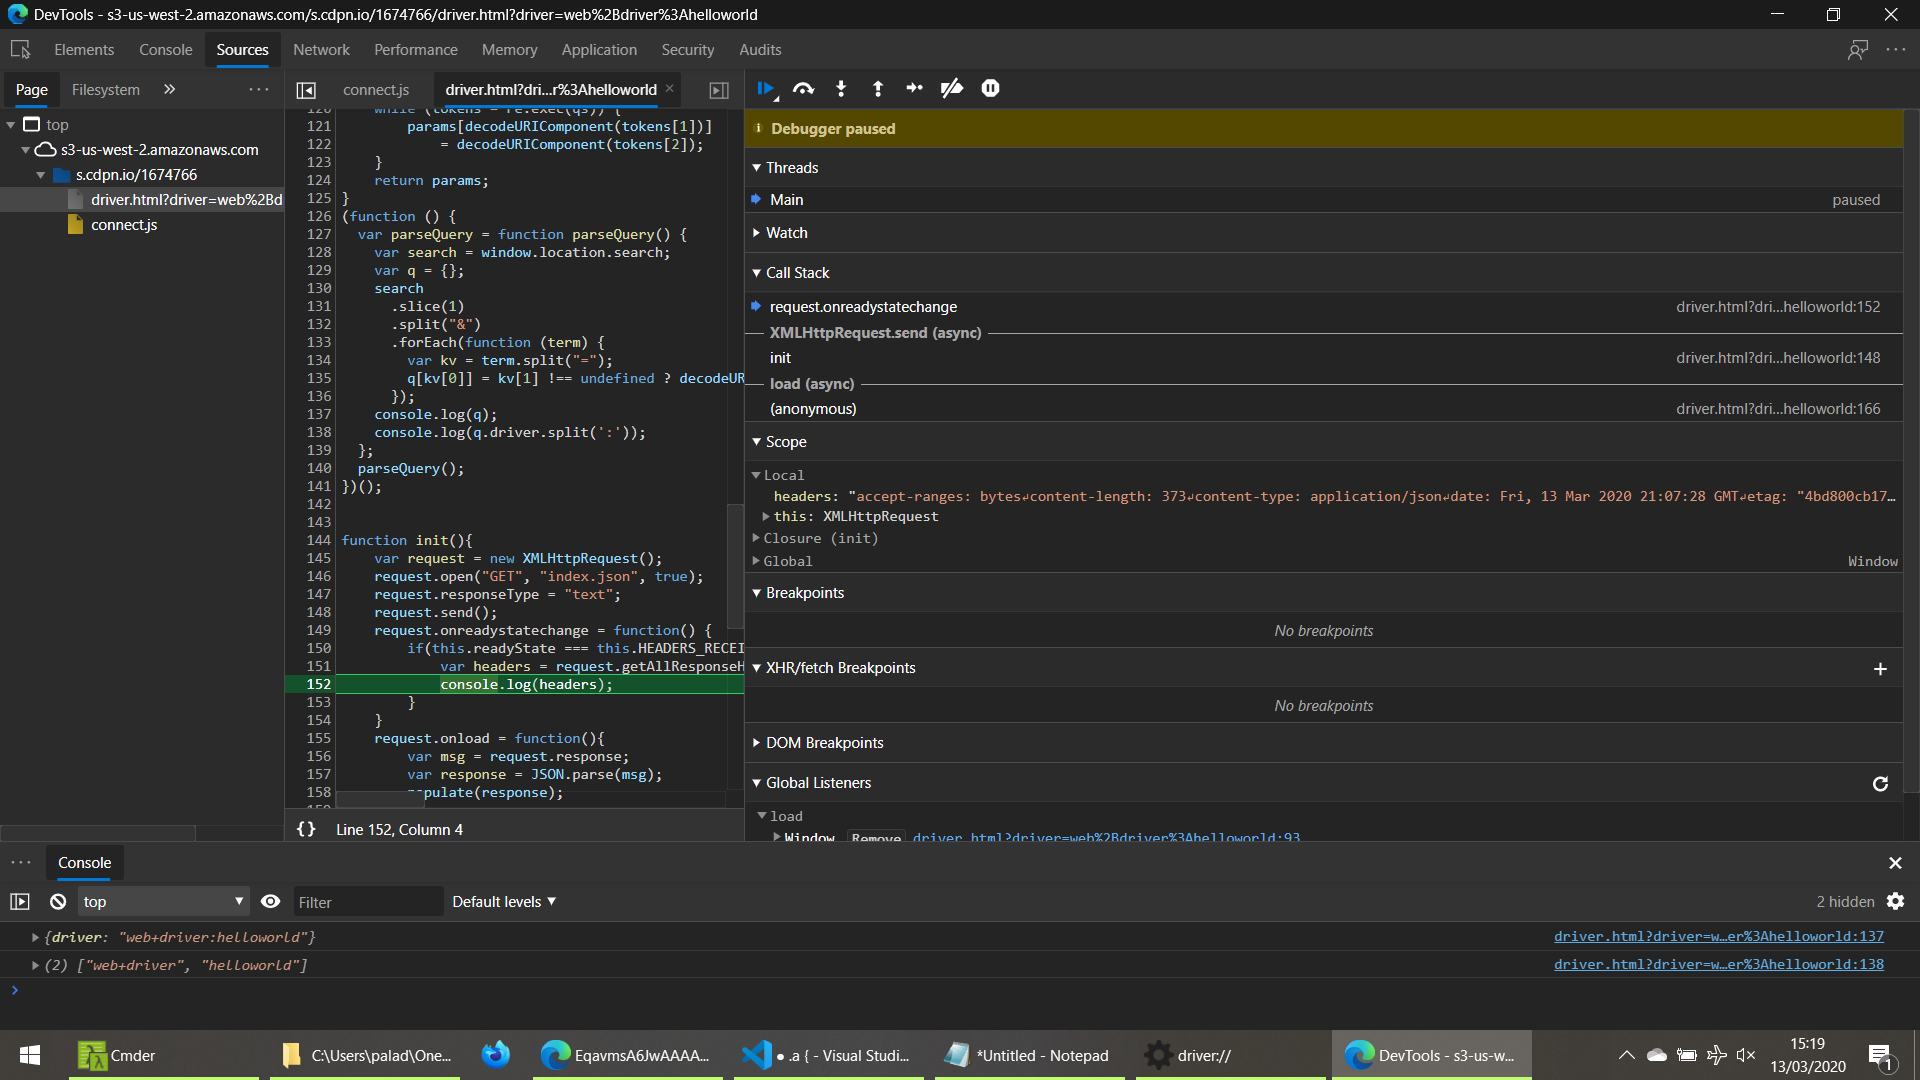 DevTools - s3-us-west-2.amazonaws.com/s.cdpn.io/1674766/driver.html?driver=web%2Bdriver%3Ahelloworld
Elements Console Sources Network Performance Memory Application Security Audits
Page Filesystem » ···
connect.js driver.html?dri...r%3Ahelloworld ×
top
s3-us-west-2.amazonaws.com
s.cdpn.io/1674766
driver.html?driver=web%2Bd
connect.js
120 while (tokens = re.exec(qs)) {
121 params[decodeURIComponent(tokens[1])]
122 = decodeURIComponent(tokens[2]);
123 }
124 return params;
125 }
126 (function () {
127 var parseQuery = function parseQuery() {
128 var search = window.location.search;
129 var q = {};
130 search
131 .slice(1)
132 .split("&")
133 .forEach(function (term) {
134 var kv = term.split("=");
135 q[kv[0]] = kv[1] !== undefined ? decodeUR
136 });
137 console.log(q);
138 console.log(q.driver.split(':'));
139 };
140 parseQuery();
141 })();
142
143
144 function init(){
145 var request = new XMLHttpRequest();
146 request.open("GET", "index.json", true);
147 request.responseType = "text";
148 request.send();
149 request.onreadystatechange = function() {
150 if(this.readyState === this.HEADERS_RECEI
151 var headers = request.getAllResponseH
152 console.log(headers);
153 }
154 }
155 request.onload = function(){
156 var msg = request.response;
157 var response = JSON.parse(msg);
158 populate(response);
{} Line 152, Column 4
Debugger paused
Threads
Main paused
Watch
Call Stack
request.onreadystatechange driver.html?dri...helloworld:152
XMLHttpRequest.send (async)
init driver.html?dri...helloworld:148
load (async)
(anonymous) driver.html?dri...helloworld:166
Scope
Local
headers: "accept-ranges: bytes↵content-length: 373↵content-type: application/json↵date: Fri, 13 Mar 2020 21:07:28 GMT↵etag: "4bd800cb17…
this: XMLHttpRequest
Closure (init)
Global Window
Breakpoints
No breakpoints
XHR/fetch Breakpoints +
No breakpoints
DOM Breakpoints
Global Listeners
load
Window Remove driver.html?driver=web%2Bdriver%3Ahelloworld:93
··· Console
top Filter Default levels 2 hidden
{driver: "web+driver:helloworld"} driver.html?driver=w…er%3Ahelloworld:137
(2) ["web+driver", "helloworld"] driver.html?driver=w…er%3Ahelloworld:138
>
Cmder C:\Users\palad\One... EqavmsA6JwAAAA... ● .a { - Visual Studi... *Untitled - Notepad driver:// DevTools - s3-us-w...
15:19
13/03/2020
1